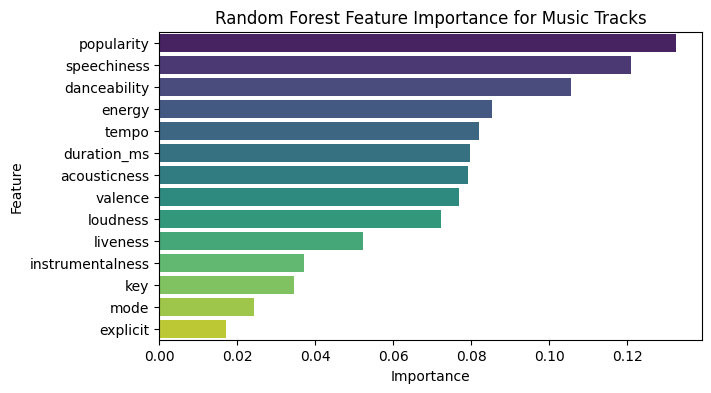 Random Forest Feature Importance for Music Tracks
popularity
speechiness
danceability
energy
tempo
duration_ms
acousticness
valence
loudness
liveness
instrumentalness
key
mode
explicit
Feature
0.00 0.02 0.04 0.06 0.08 0.10 0.12
Importance